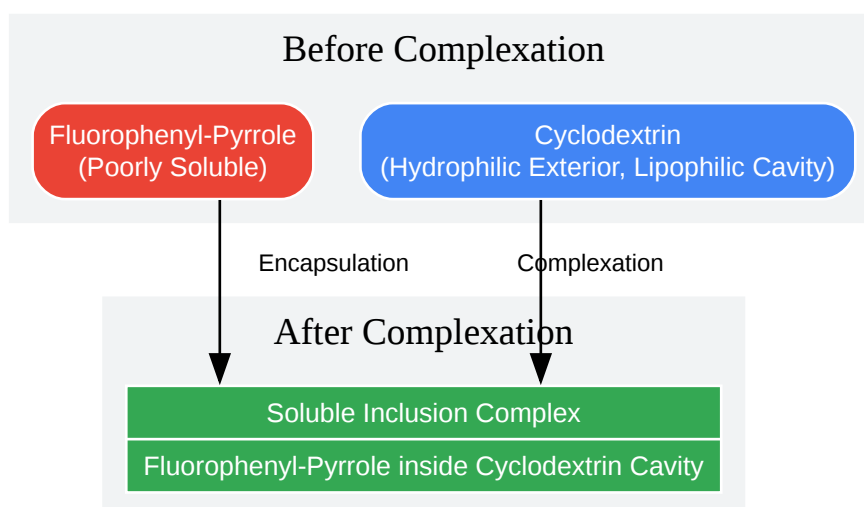 Before Complexation
Fluorophenyl-Pyrrole
(Poorly Soluble)
Cyclodextrin
(Hydrophilic Exterior, Lipophilic Cavity)
Encapsulation
Complexation
After Complexation
Soluble Inclusion Complex
Fluorophenyl-Pyrrole inside Cyclodextrin Cavity